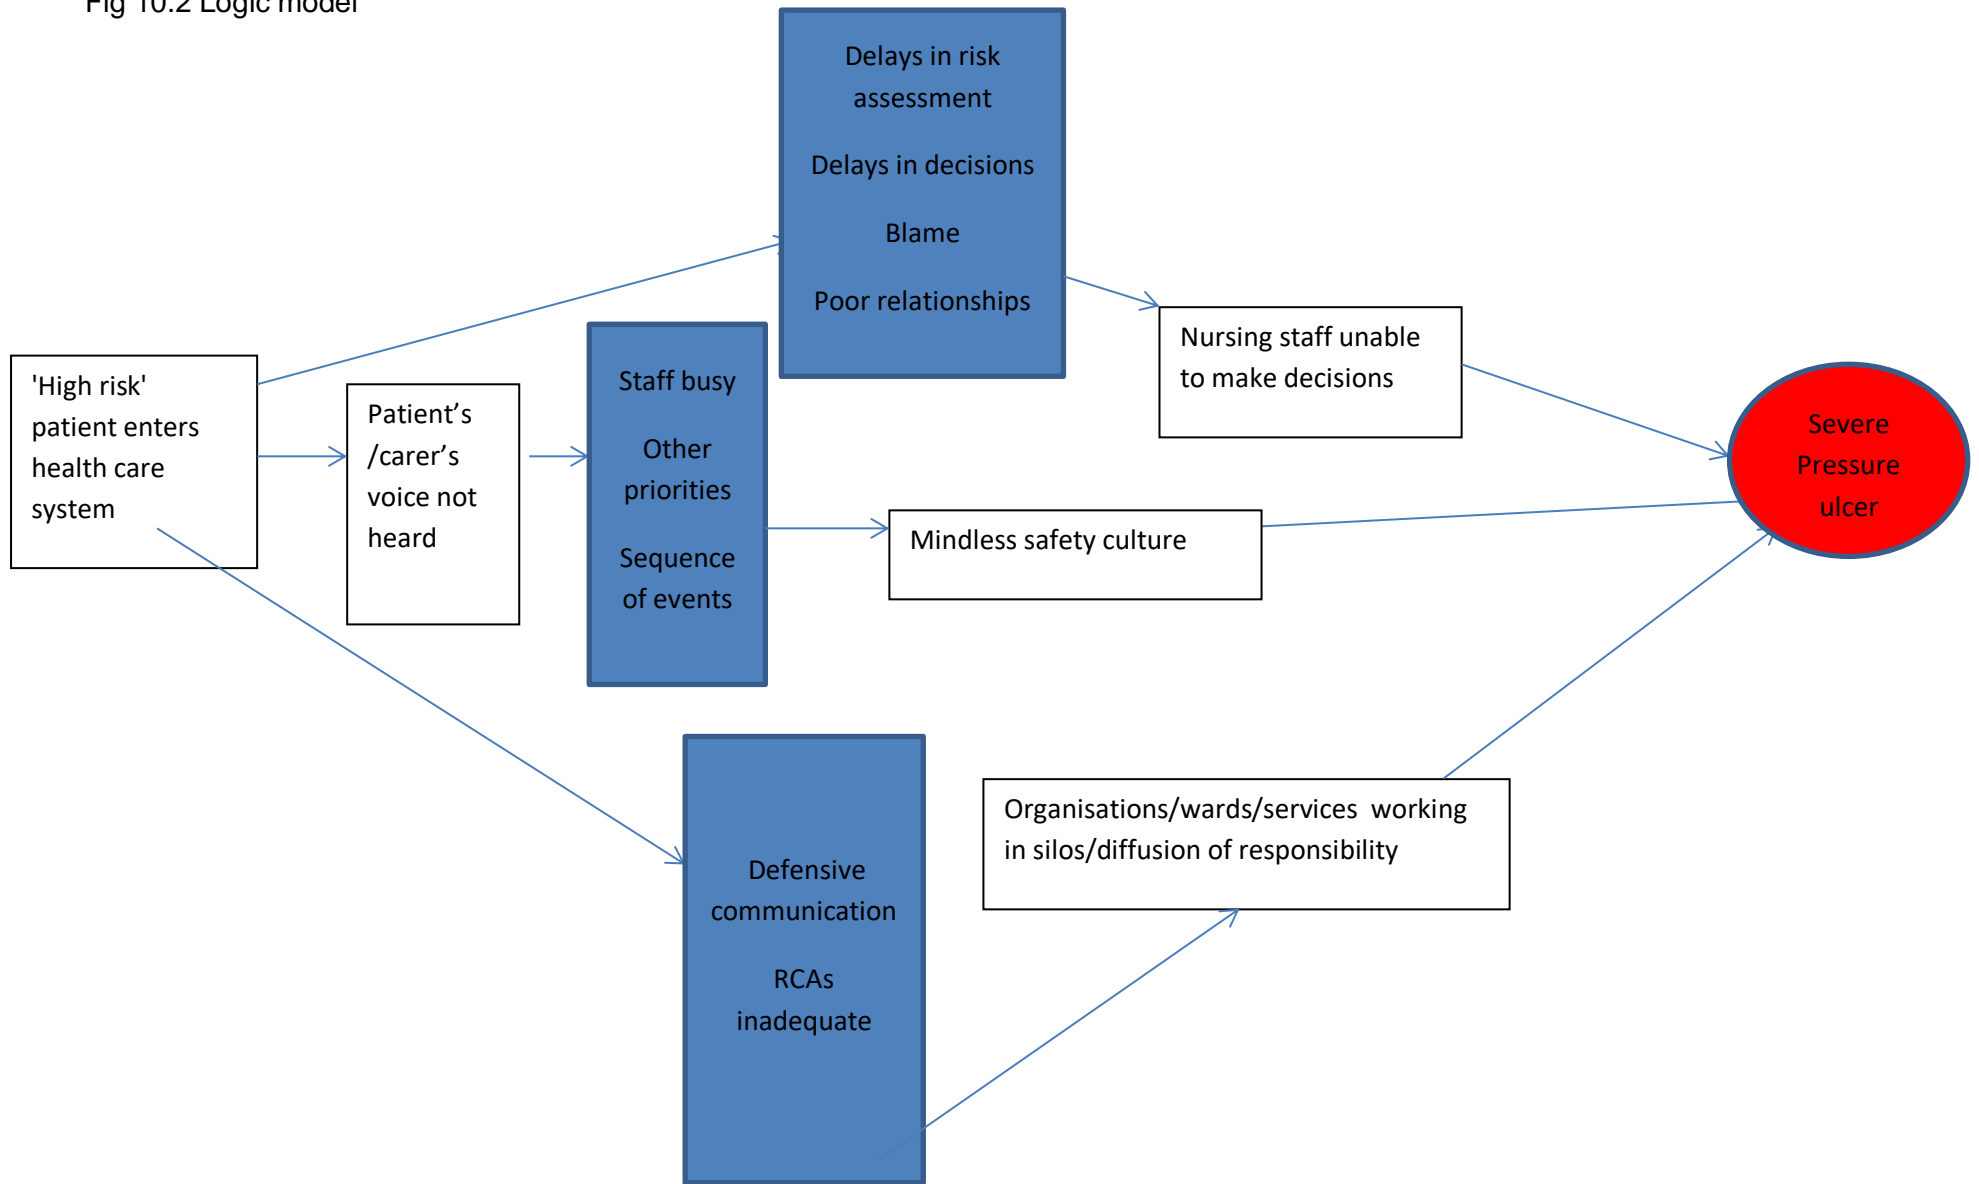 Fig 10.2 Logic model
Delays in risk
assessment
Delays in decisions
Blame
Poor relationships
'High risk'
patient enters
health care
system
Patient’s
/carer’s
voice not
heard
Staff busy
Other
priorities
Sequence
of events
Nursing staff unable
to make decisions
Mindless safety culture
Severe
Pressure
ulcer
Defensive
communication
RCAs
inadequate
Organisations/wards/services working
in silos/diffusion of responsibility